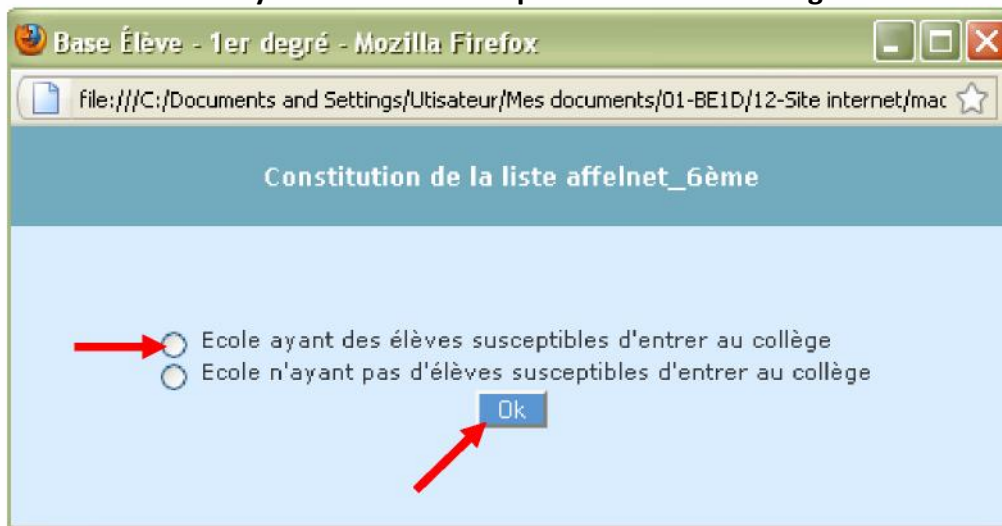 Base Élève - 1er degré - Mozilla Firefox
file:///C:/Documents and Settings/Utisateur/Mes documents/01-BE1D/12-Site internet/mac
Constitution de la liste affelnet_6ème
Ecole ayant des élèves susceptibles d'entrer au collège
Ecole n'ayant pas d'élèves susceptibles d'entrer au collège
Ok